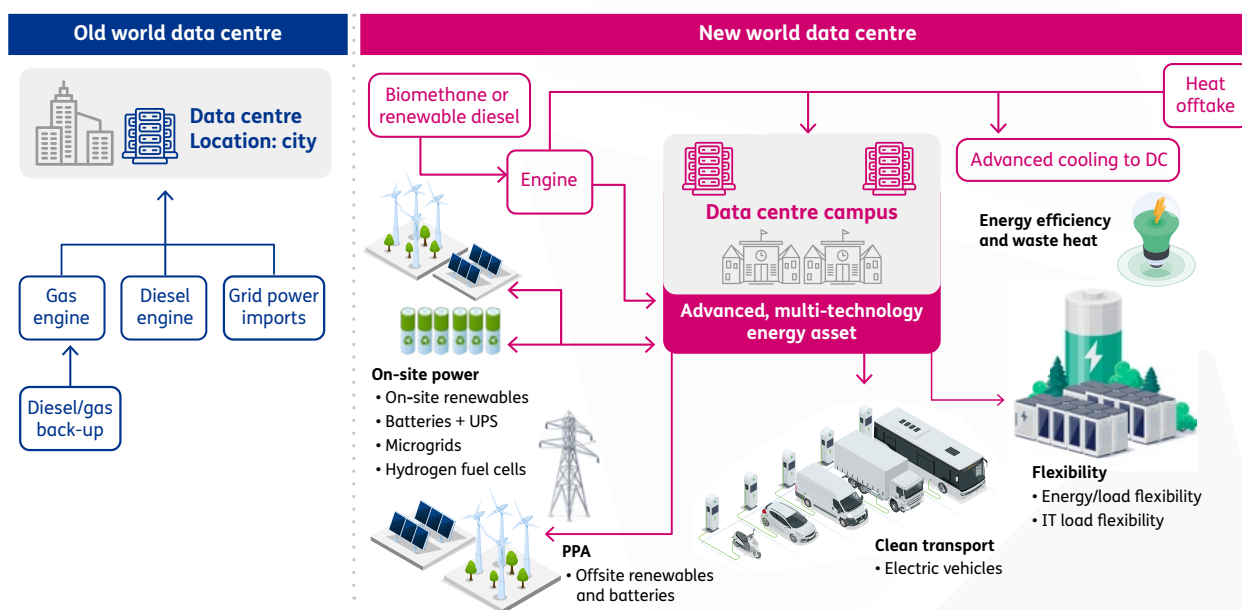 Old world data centre
Data centre
Location: city
Gas
engine
Diesel
engine
Grid power
imports
Diesel/gas
back-up
New world data centre
Biomethane or
renewable diesel
Engine
Heat
offtake
Advanced cooling to DC
Data centre campus
Advanced, multi-technology
energy asset
Energy efficiency
and waste heat
On-site power
• On-site renewables
• Batteries + UPS
• Microgrids
• Hydrogen fuel cells
PPA
• Offsite renewables
and batteries
Clean transport
• Electric vehicles
Flexibility
• Energy/load flexibility
• IT load flexibility